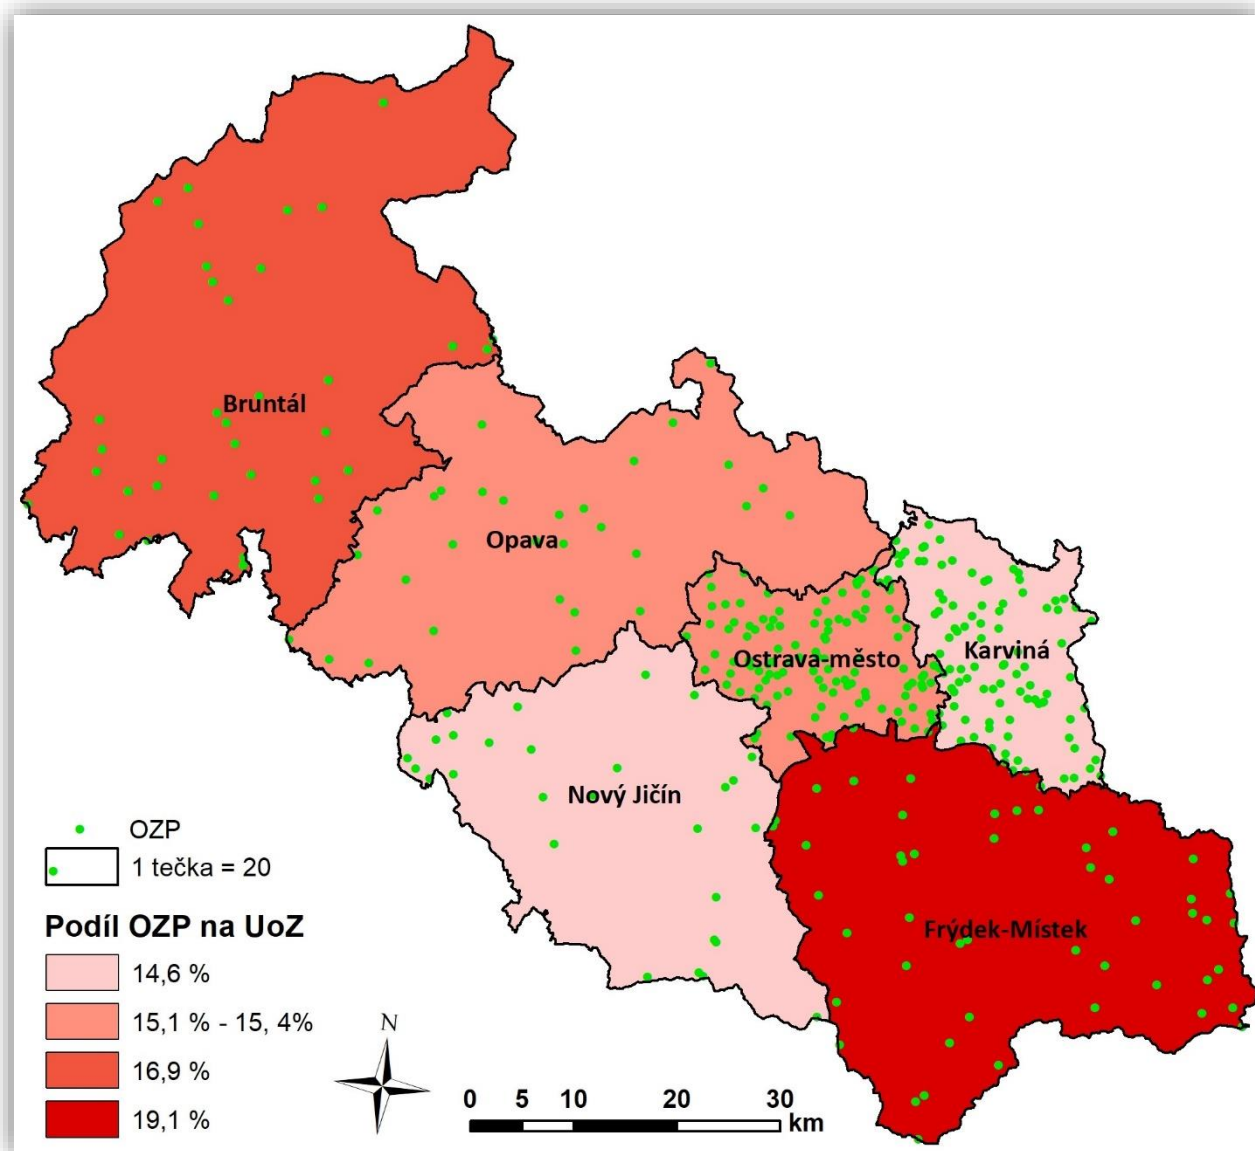 Bruntál
Opava
Ostrava-město
Karviná
Nový Jičín
Frýdek-Místek
OZP
1 tečka = 20
Podíl OZP na UoZ
14,6 %
15,1 % - 15, 4%
16,9 %
19,1 %
N
0 5 10 20 30
km